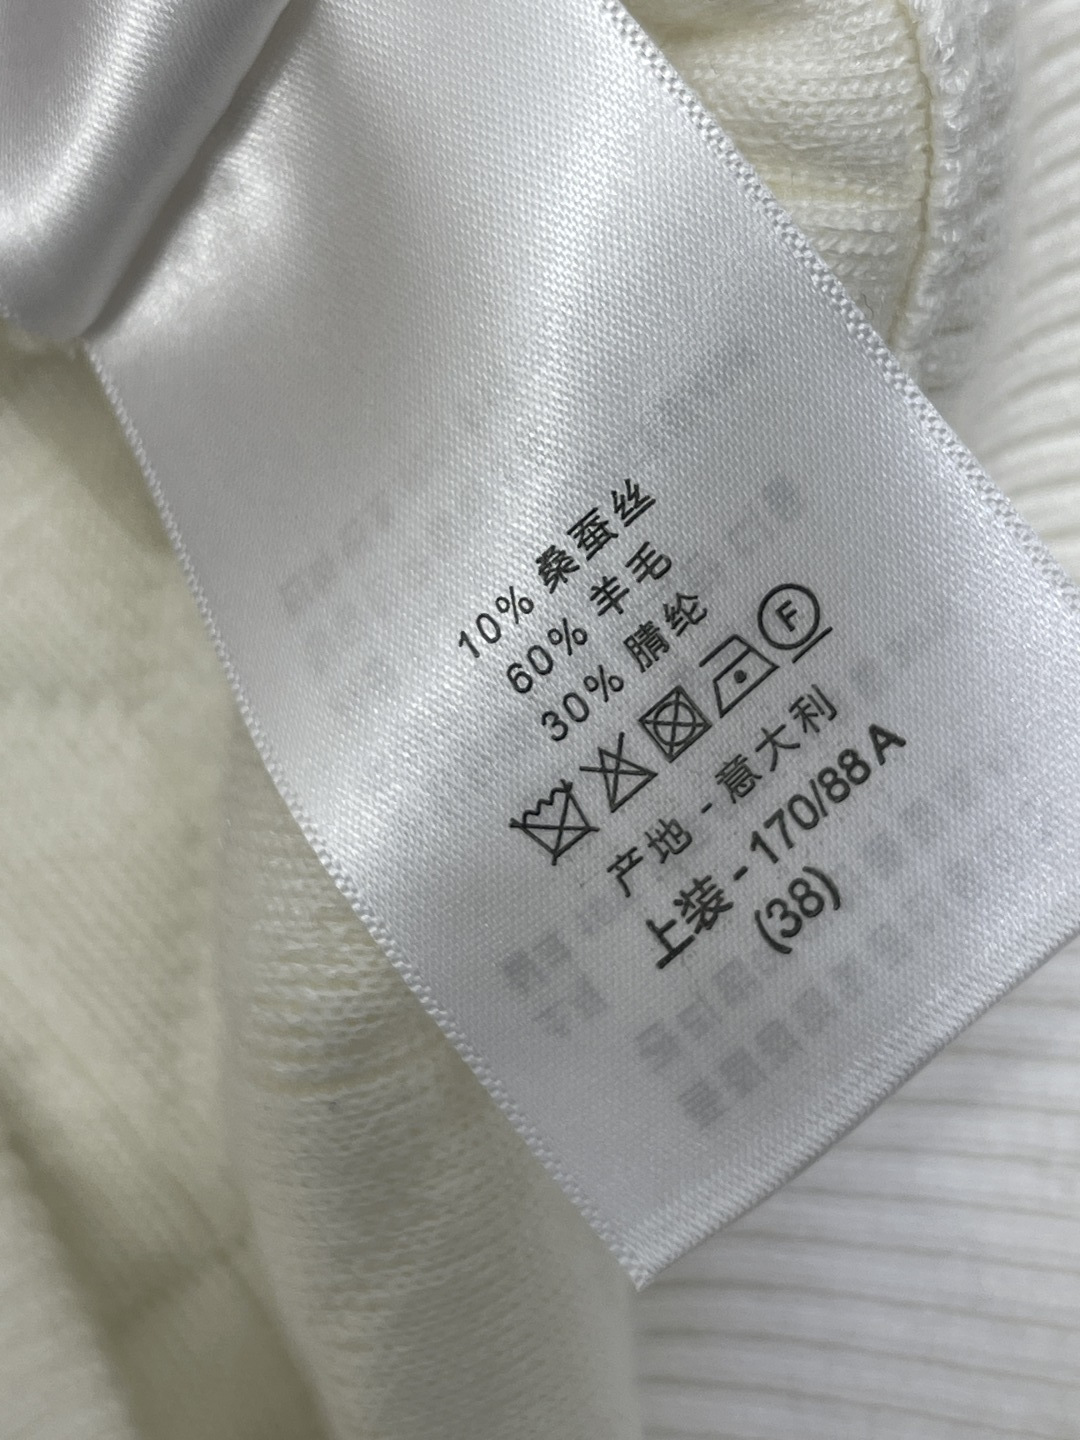 10% 桑蚕丝
60% 羊毛
30% 腈纶
F
产地 - 意大利
上装 - 170/88 A
(38)